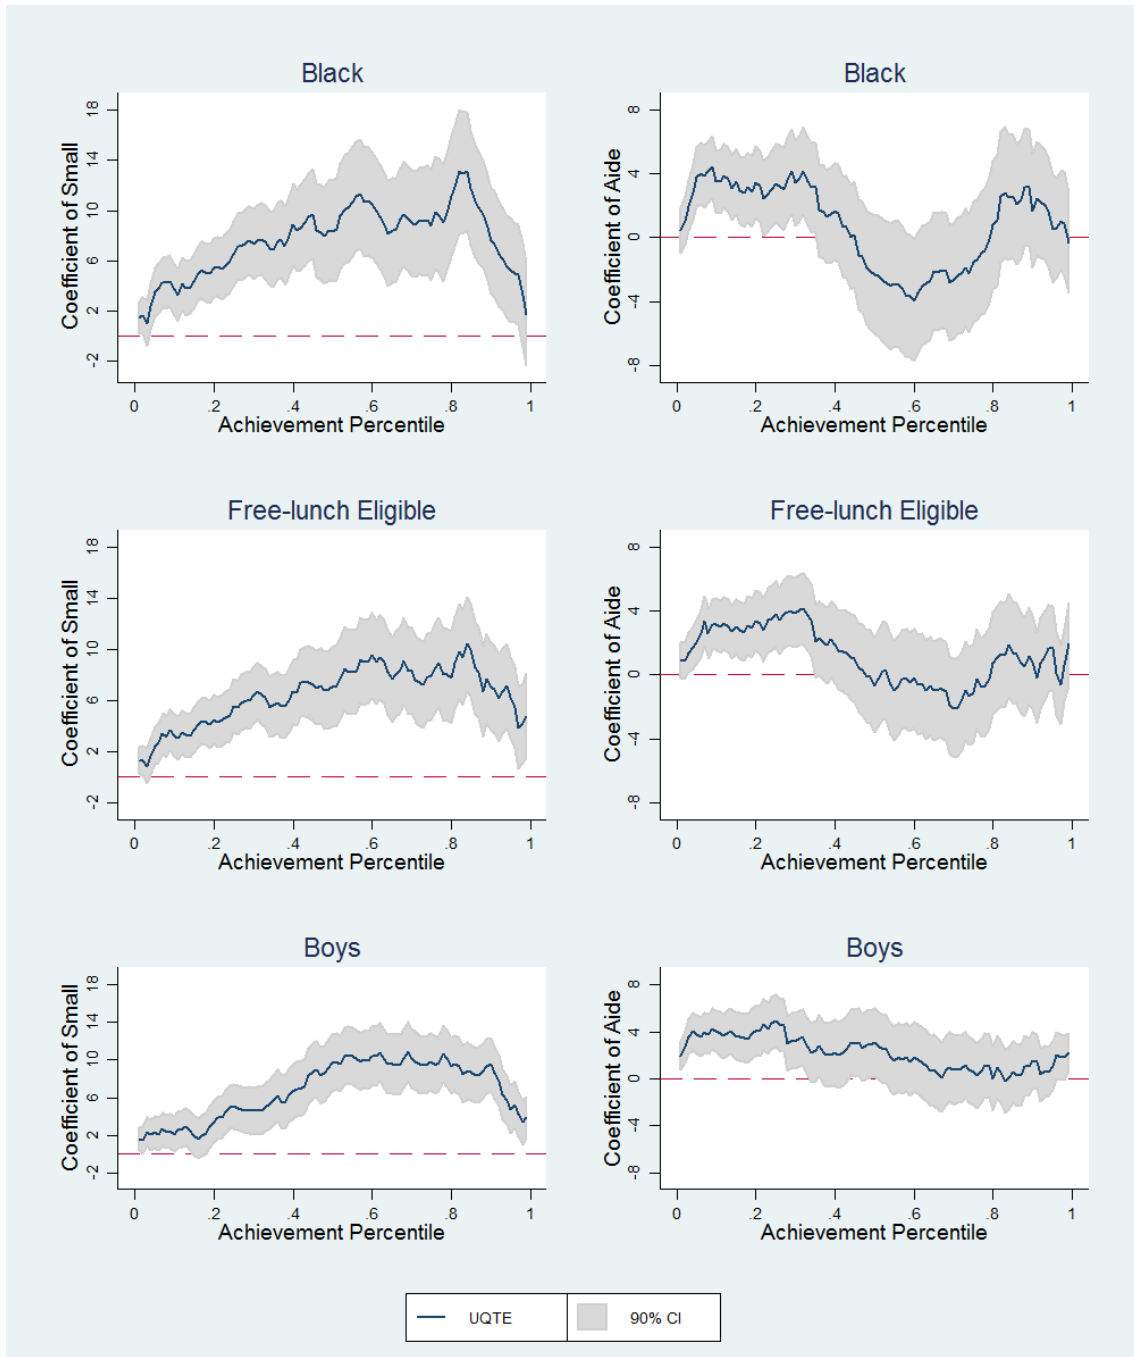 Black
Coefficient of Small
18
14
10
6
2
-2
0 .2 .4 .6 .8 1
Achievement Percentile
Black
Coefficient of Aide
8
4
0
-4
-8
0 .2 .4 .6 .8 1
Achievement Percentile
Free-lunch Eligible
Coefficient of Small
18
14
10
6
2
-2
0 .2 .4 .6 .8 1
Achievement Percentile
Free-lunch Eligible
Coefficient of Aide
8
4
0
-4
-8
0 .2 .4 .6 .8 1
Achievement Percentile
Boys
Coefficient of Small
18
14
10
6
2
-2
0 .2 .4 .6 .8 1
Achievement Percentile
Boys
Coefficient of Aide
8
4
0
-4
-8
0 .2 .4 .6 .8 1
Achievement Percentile
UQTE 90% CI